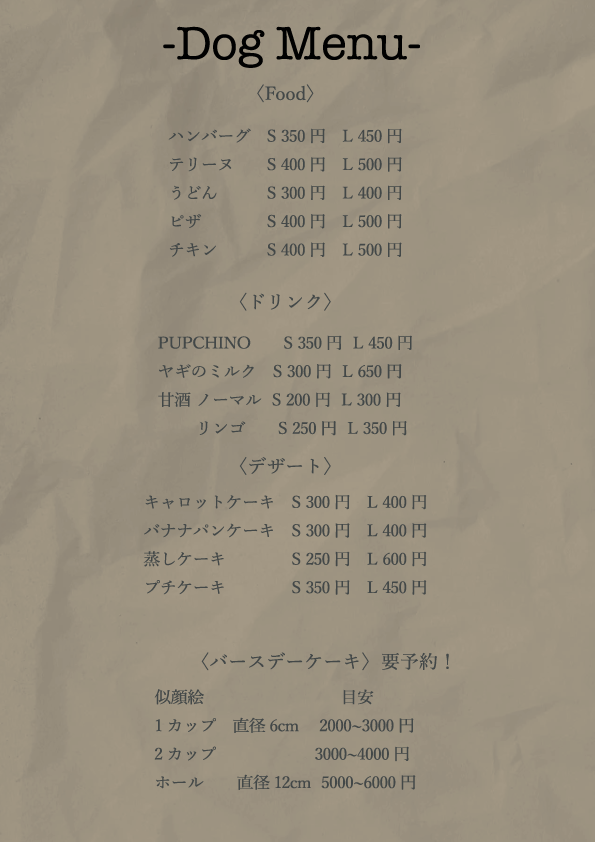 -Dog Menu-
〈Food〉
ハンバーグ S 350 円 L 450 円
テリーヌ S 400 円 L 500 円
うどん S 300 円 L 400 円
ピザ S 400 円 L 500 円
チキン S 400 円 L 500 円
〈ドリンク〉
PUPCHINO S 350 円 L 450 円
ヤギのミルク S 300 円 L 650 円
甘酒 ノーマル S 200 円 L 300 円
リンゴ S 250 円 L 350 円
〈デザート〉
キャロットケーキ S 300 円 L 400 円
バナナパンケーキ S 300 円 L 400 円
蒸しケーキ S 250 円 L 600 円
プチケーキ S 350 円 L 450 円
〈バースデーケーキ〉要予約！
似顔絵 目安
1 カップ 直径 6cm 2000~3000 円
2 カップ 3000~4000 円
ホール 直径 12cm 5000~6000 円